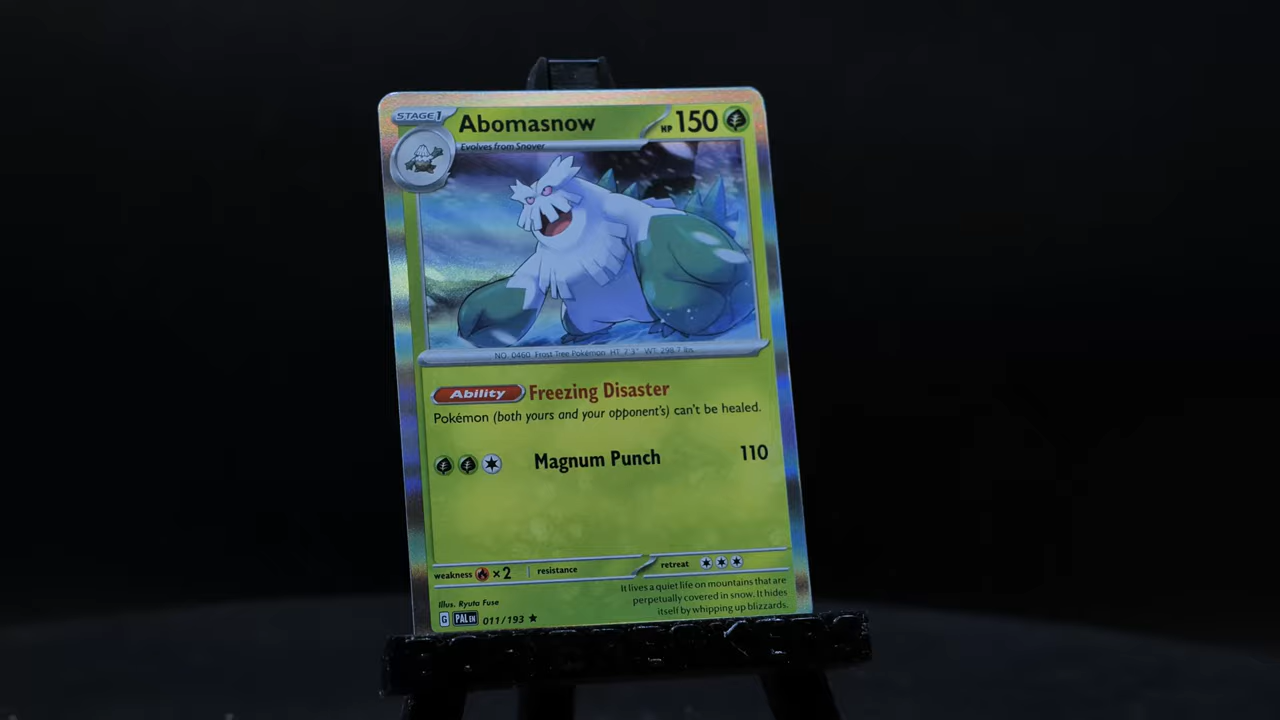 STAGE 1
Abomasnow
HP 150
Evolves from Snover
NO. 0460 Frost Tree Pokémon HT: 7'3" WT: 298.7 lbs.
Ability Freezing Disaster
Pokémon (both yours and your opponent's) can't be healed.
Magnum Punch 110
weakness ×2 resistance retreat
It lives a quiet life on mountains that are
perpetually covered in snow. It hides
itself by whipping up blizzards.
Illus. Ryuta Fuse
G PAL EN 011/193